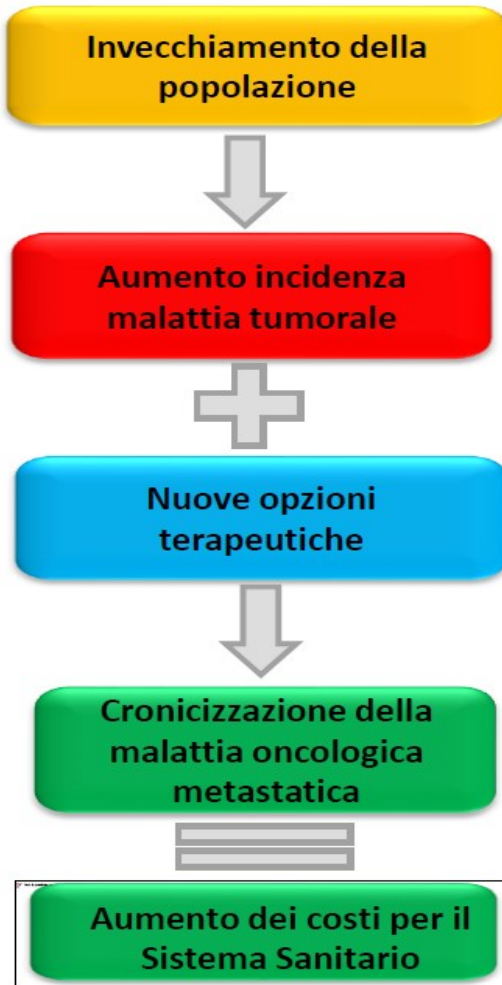 Invecchiamento della
popolazione
Aumento incidenza
malattia tumorale
Nuove opzioni
terapeutiche
Cronicizzazione della
malattia oncologica
metastatica
Aumento dei costi per il
Sistema Sanitario